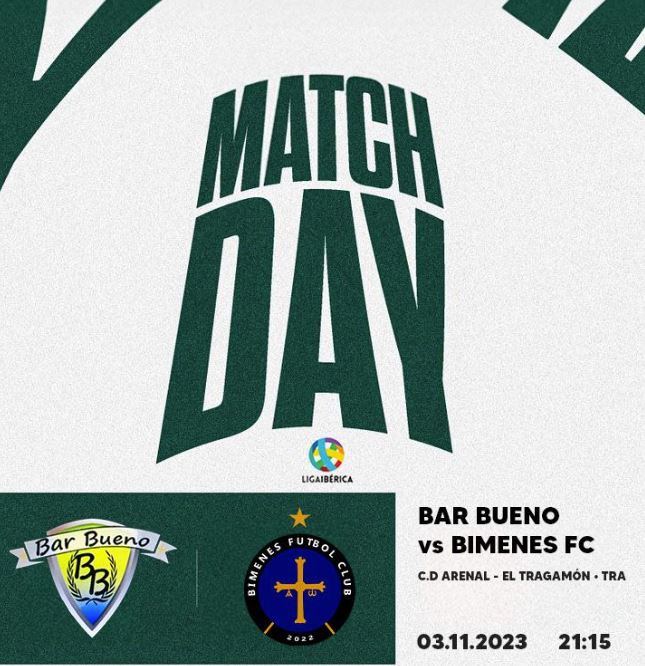 MATCH
DAY
LIGAIBÉRICA
Bar Bueno
BB
BIMENES FUTBOL CLUB
A Ω
2022
BAR BUENO
vs BIMENES FC
C.D ARENAL - EL TRAGAMÓN • TRA
03.11.2023 21:15